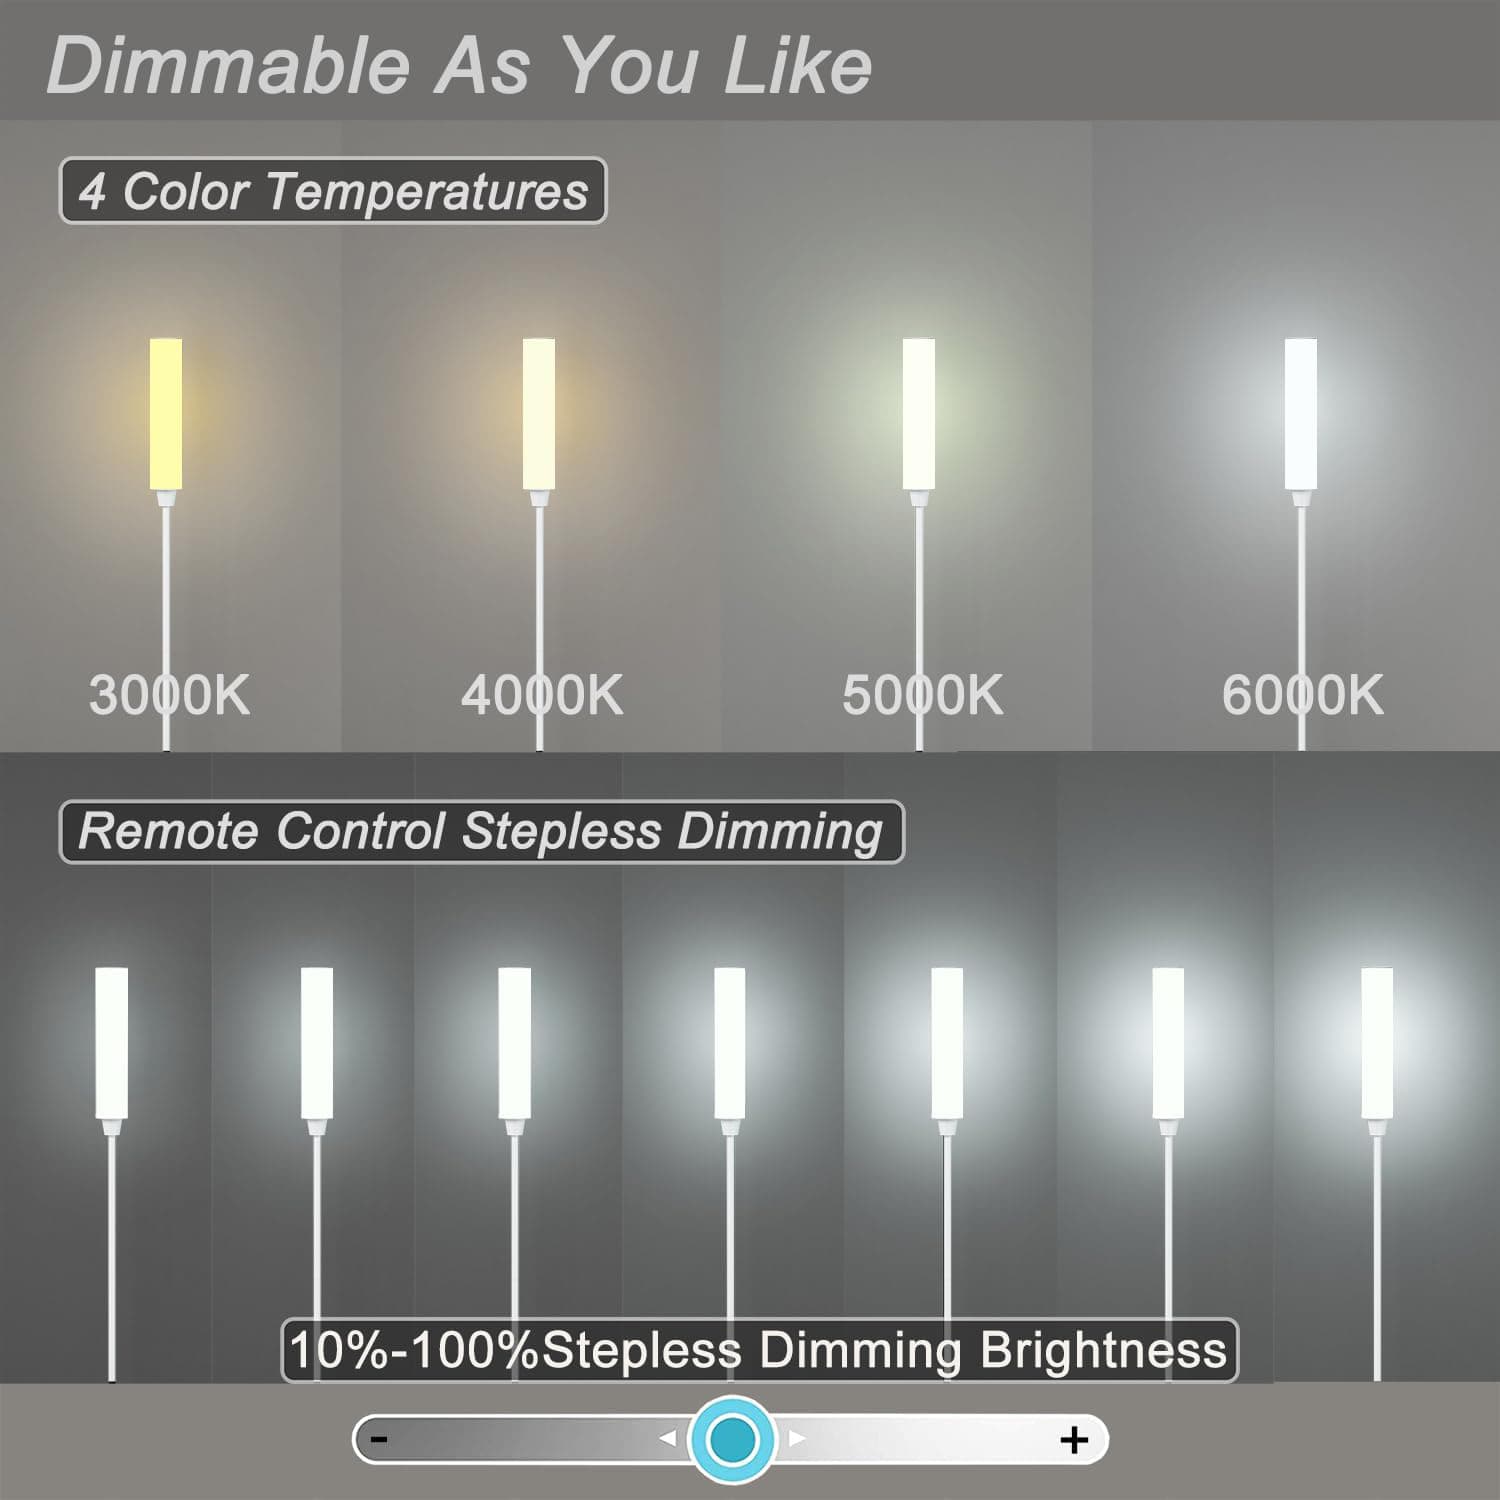 Dimmable As You Like
4 Color Temperatures
3000K 4000K 5000K 6000K
Remote Control Stepless Dimming
10%-100%Stepless Dimming Brightness
- +